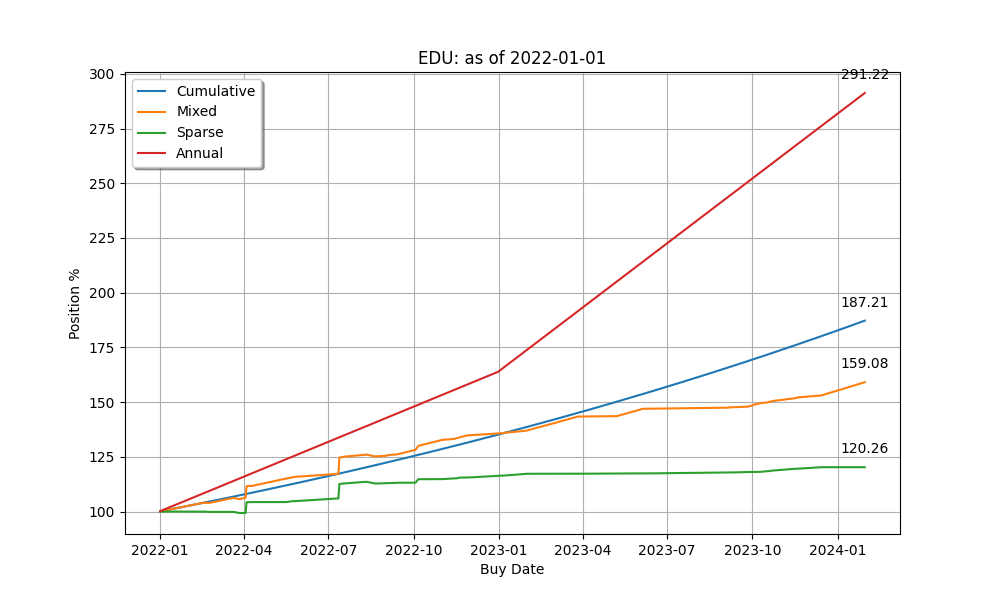 EDU: as of 2022-01-01
300
275
250
225
200
175
150
125
100
Position %
Cumulative
Mixed
Sparse
Annual
291.22
187.21
159.08
120.26
2022-01 2022-04 2022-07 2022-10 2023-01 2023-04 2023-07 2023-10 2024-01
Buy Date